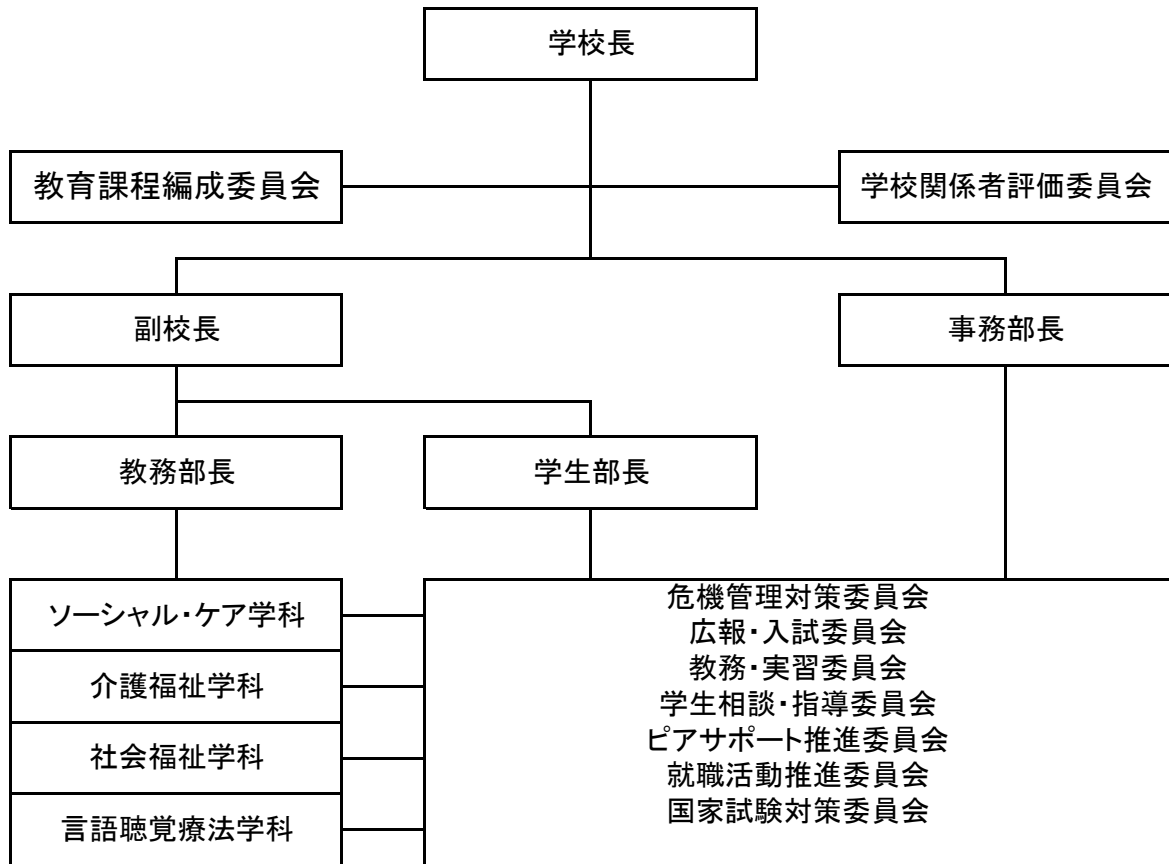 学校長
教育課程編成委員会
学校関係者評価委員会
副校長
事務部長
教務部長
学生部長
ソーシャル・ケア学科
介護福祉学科
社会福祉学科
言語聴覚療法学科
危機管理対策委員会
広報・入試委員会
教務・実習委員会
学生相談・指導委員会
ピアサポート推進委員会
就職活動推進委員会
国家試験対策委員会